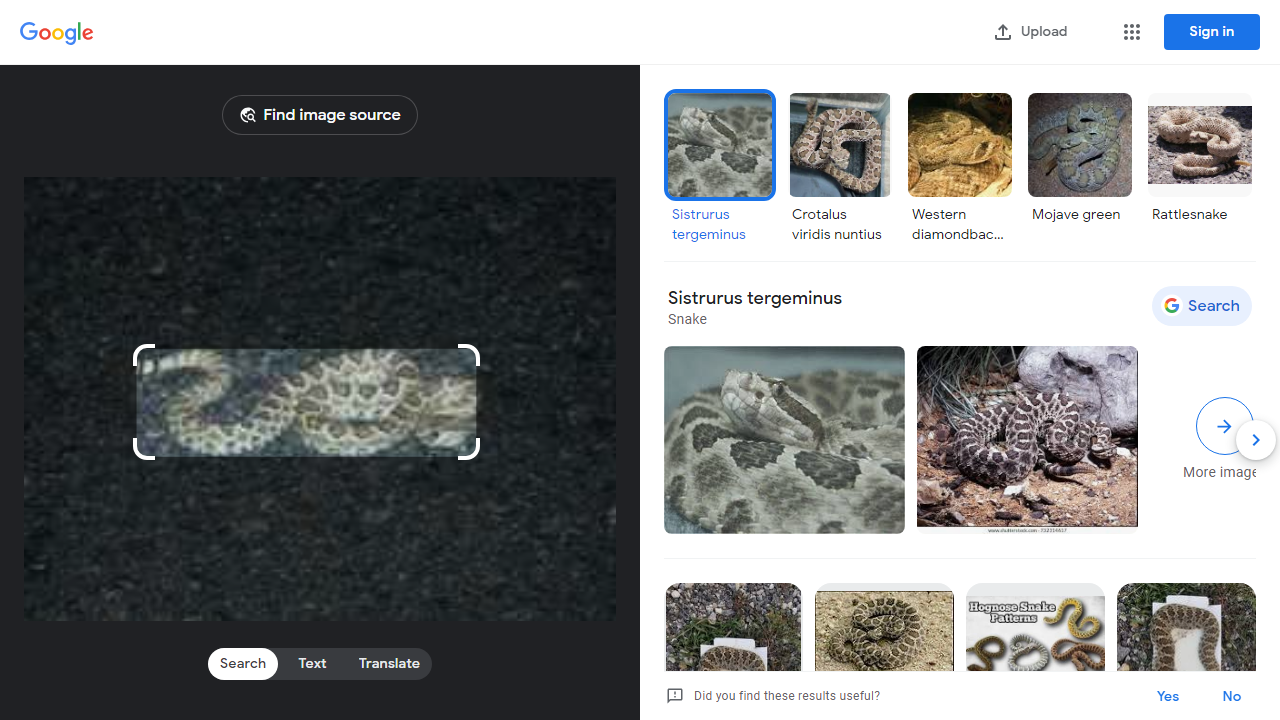 Google
Upload
Sign in
Find image source
Sistrurus
tergeminus
Crotalus
viridis nuntius
Western
diamondbac...
Mojave green
Rattlesnake
Sistrurus tergeminus
Snake
Search
www.shutterstock.com · 732314617
More image
Hognose Snake
Patterns
Search
Text
Translate
Did you find these results useful?
Yes
No